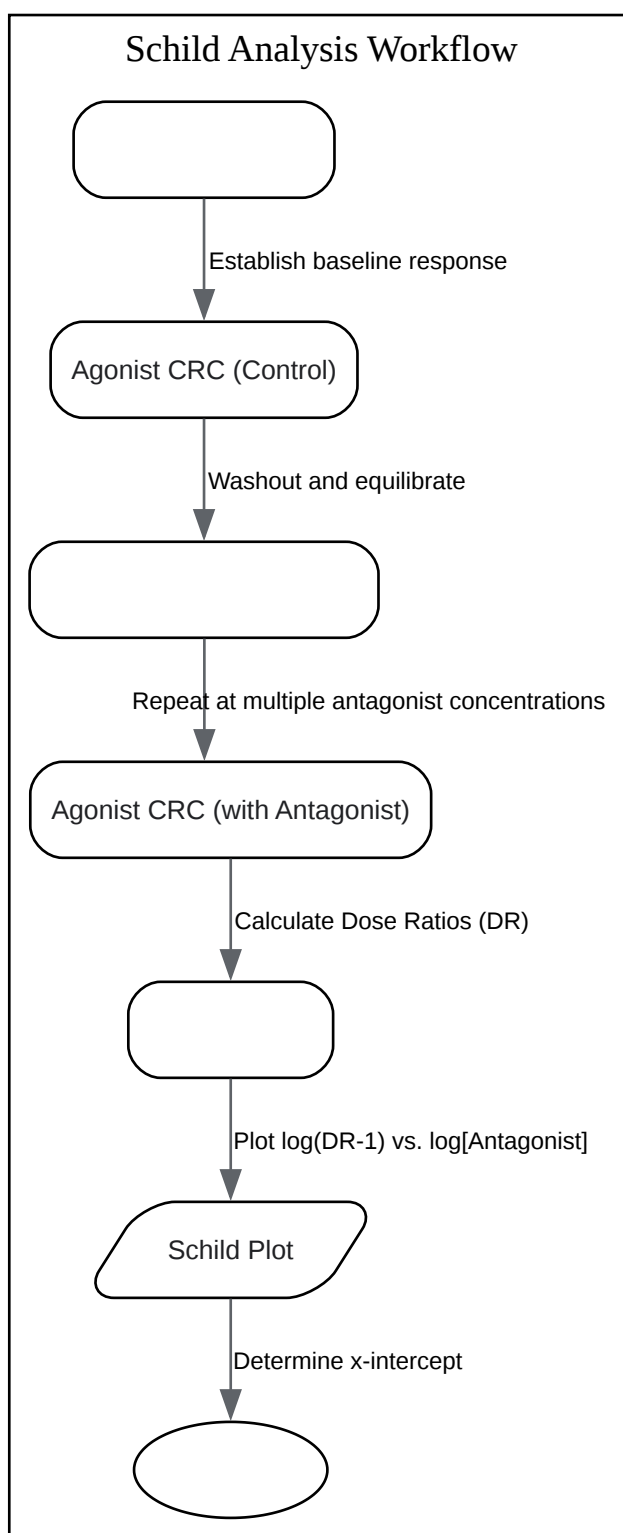 Schild Analysis Workflow
Establish baseline response
Agonist CRC (Control)
Washout and equilibrate
Repeat at multiple antagonist concentrations
Agonist CRC (with Antagonist)
Calculate Dose Ratios (DR)
Plot log(DR-1) vs. log[Antagonist]
Schild Plot
Determine x-intercept